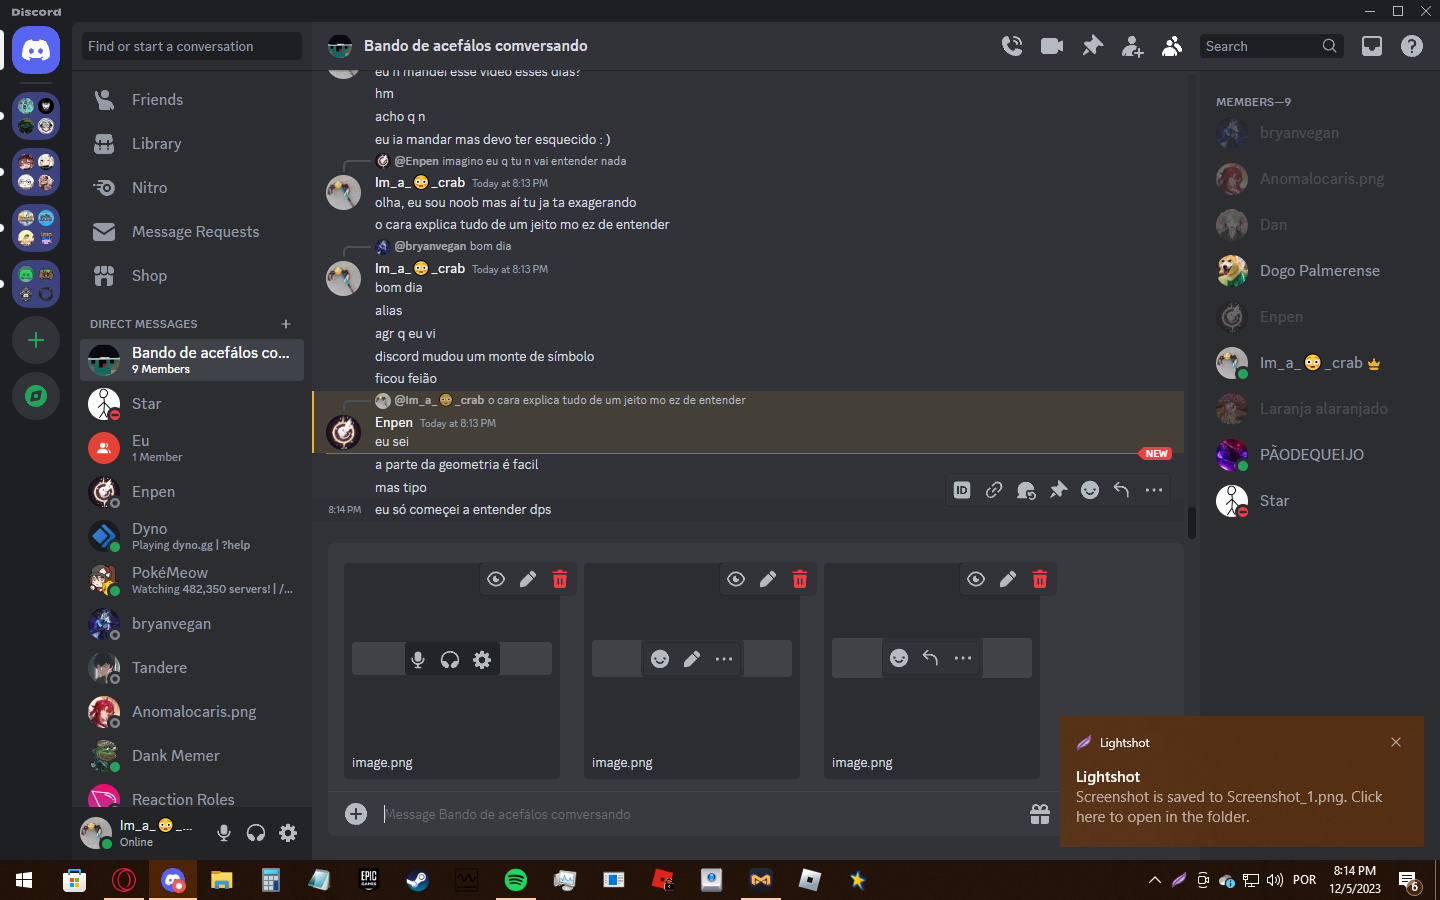 Discord
Find or start a conversation
Friends
Library
Nitro
Message Requests
Shop
DIRECT MESSAGES
Bando de acefálos co...
9 Members
Star
Eu
1 Member
Enpen
Dyno
Playing dyno.gg | ?help
PokéMeow
Watching 482,350 servers! | /...
bryanvegan
Tandere
Anomalocaris.png
Dank Memer
Reaction Roles
Im_a_😳_...
Online
Bando de acefálos comversando
Search
eu n mandei esse video esses dias?
hm
acho q n
eu ia mandar mas devo ter esquecido : )
@Enpen imagino eu q tu n vai entender nada
Im_a_😳_crab Today at 8:13 PM
olha, eu sou noob mas aí tu ja ta exagerando
o cara explica tudo de um jeito mo ez de entender
@bryanvegan bom dia
Im_a_😳_crab Today at 8:13 PM
bom dia
alias
agr q eu vi
discord mudou um monte de símbolo
ficou feião
@Im_a_😳_crab o cara explica tudo de um jeito mo ez de entender
Enpen Today at 8:13 PM
eu sei
NEW
a parte da geometria é facil
mas tipo
ID
8:14 PM eu só começei a entender dps
image.png
image.png
image.png
Message Bando de acefálos comversando
MEMBERS—9
bryanvegan
Anomalocaris.png
Dan
Dogo Palmerense
Enpen
Im_a_😳_crab
Laranja alaranjado
PÃODEQUEIJO
Star
Lightshot
Lightshot
Screenshot is saved to Screenshot_1.png. Click
here to open in the folder.
EPIC
GAMES
POR
8:14 PM
12/5/2023
6